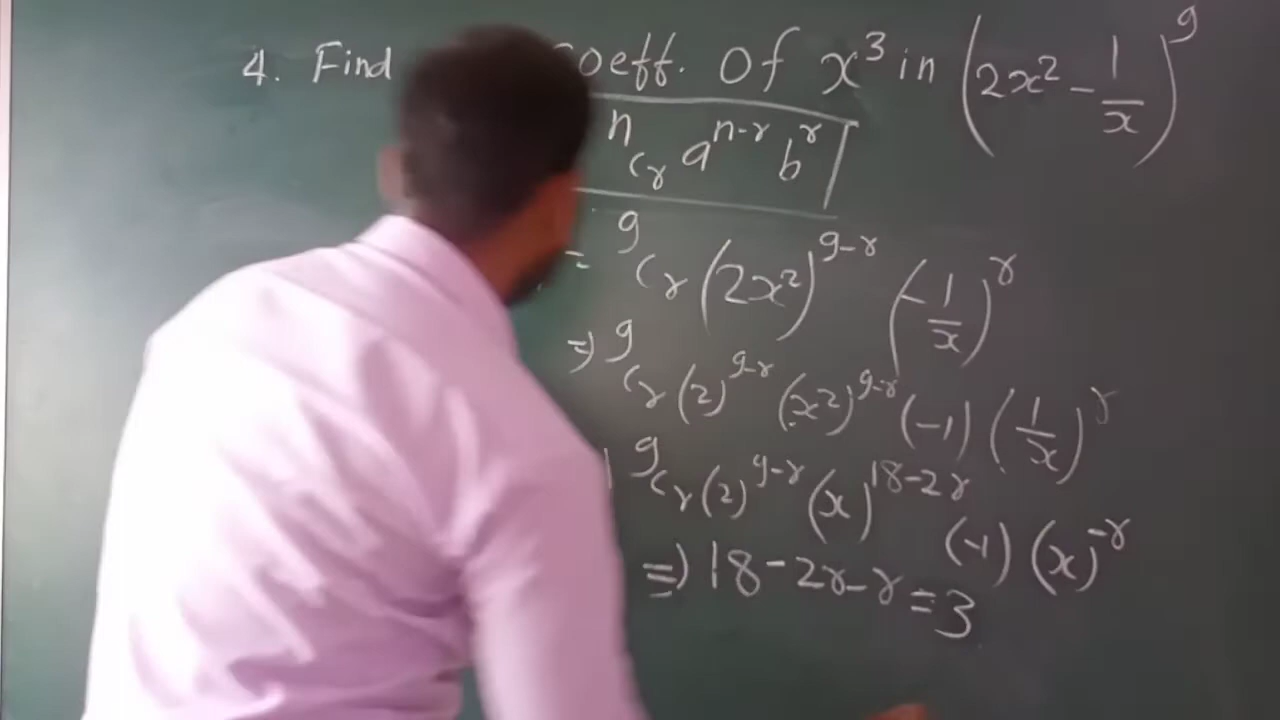 4. Find oeff. Of x³ in (2x² - 1/x)⁹
ⁿCᵣ aⁿ⁻ʳ bʳ
= ⁹Cᵣ (2x²)⁹⁻ʳ (-1/x)ʳ
⇒ ⁹Cᵣ (2)⁹⁻ʳ (x²)⁹⁻ʳ (-1) (1/x)ʳ
⁹Cᵣ (2)⁹⁻ʳ (x)¹⁸⁻²ʳ (-1) (x)⁻ʳ
⇒ 18-2r-r = 3